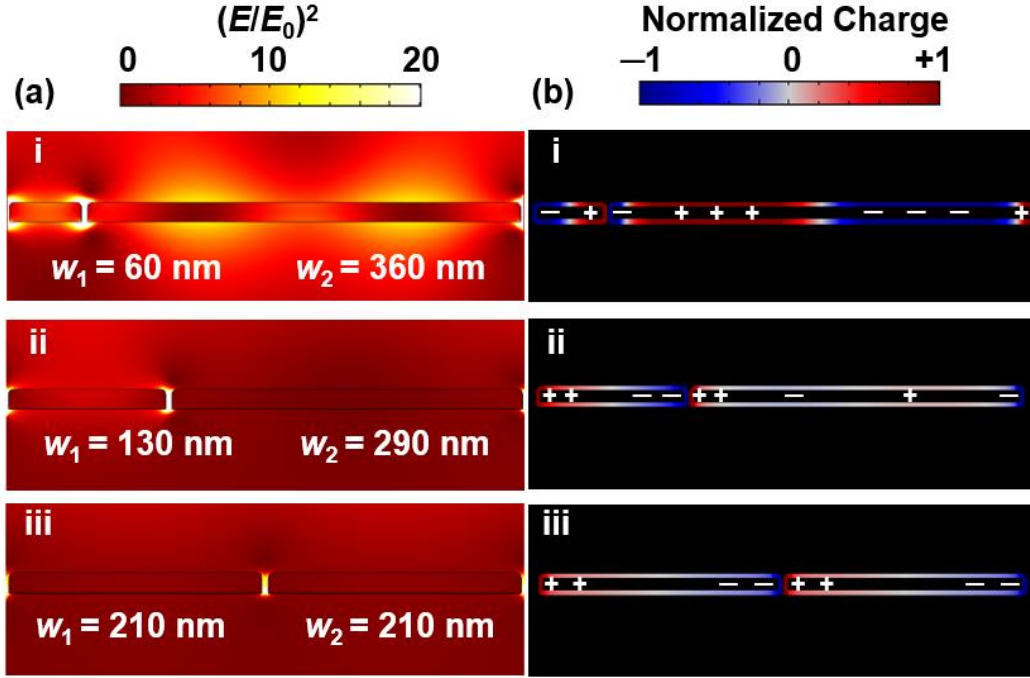 (E/E0)2
0 10 20
(a)
i
w1 = 60 nm w2 = 360 nm
ii
w1 = 130 nm w2 = 290 nm
iii
w1 = 210 nm w2 = 210 nm
Normalized Charge
−1 0 +1
(b)
i
− + − + + + − − − +
ii
+ + − − + + − + −
iii
+ + − − + + − −